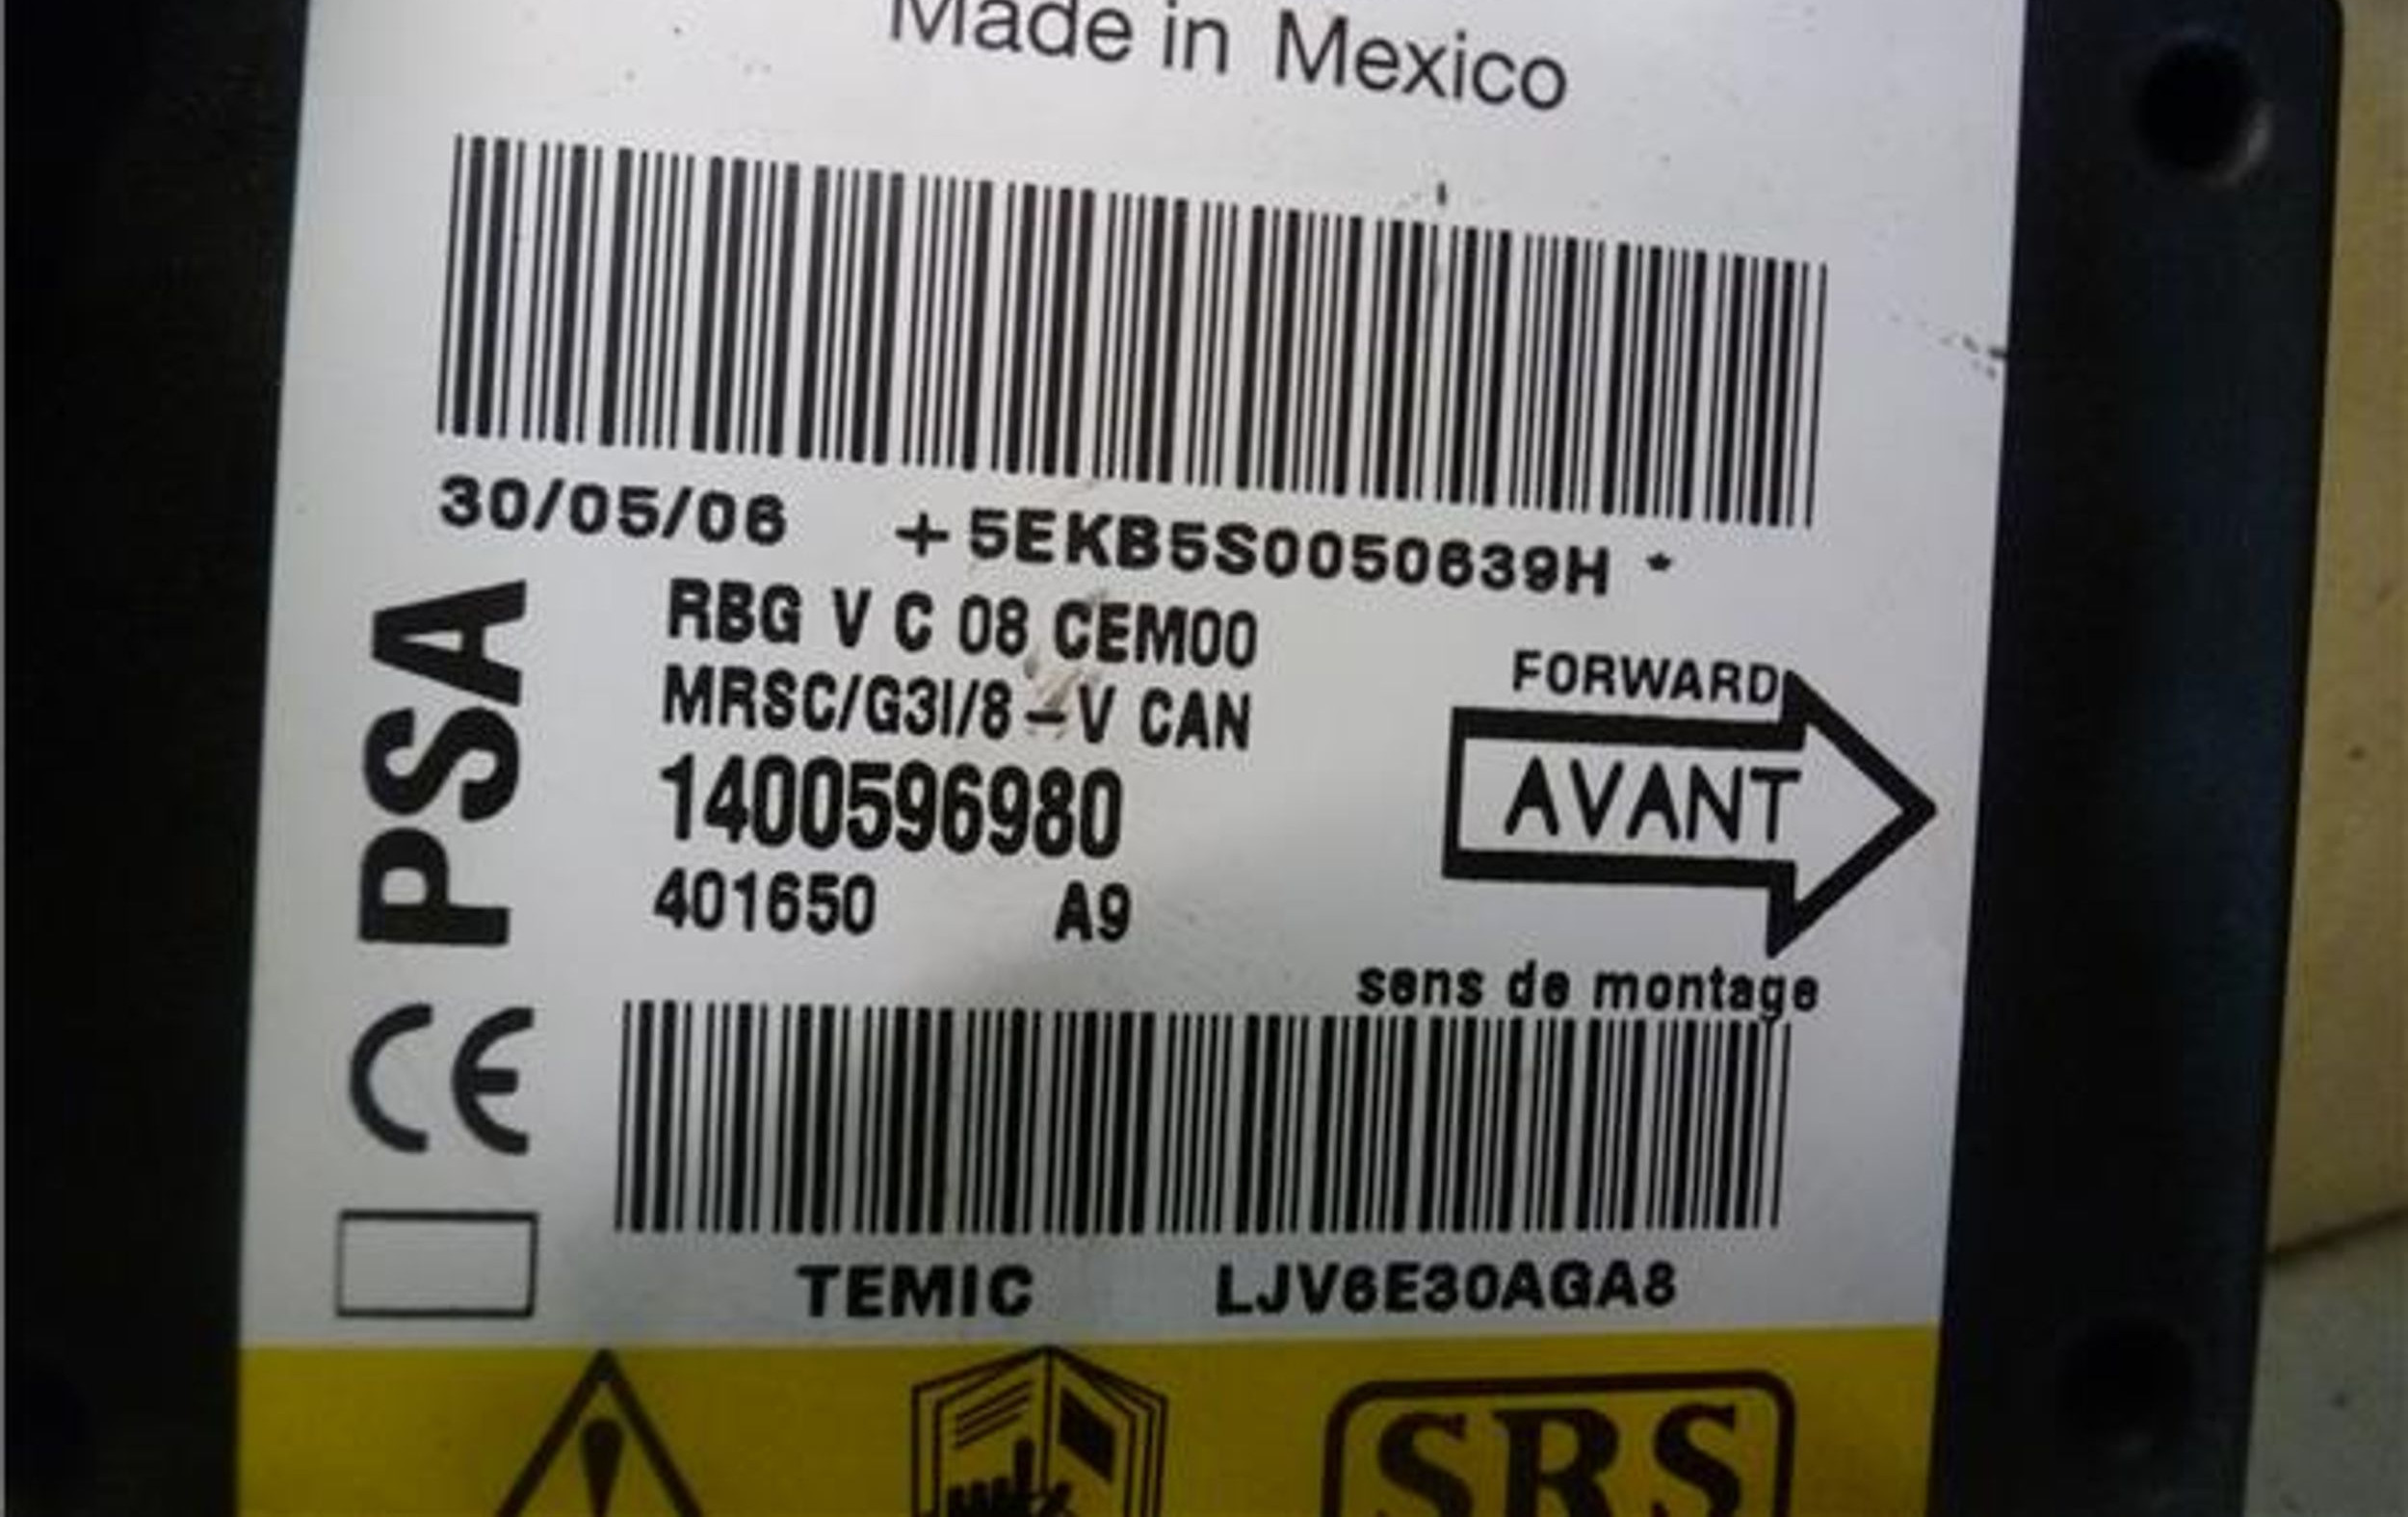 Made in Mexico
30/05/06 +5EKB5S0050639H *
PSA
RBG V C 08 CEM00
MRSC/G3I/8-V CAN
1400596980
401650 A9
FORWARD
AVANT
sens de montage
CE
TEMIC LJV6E30AGA8
SRS